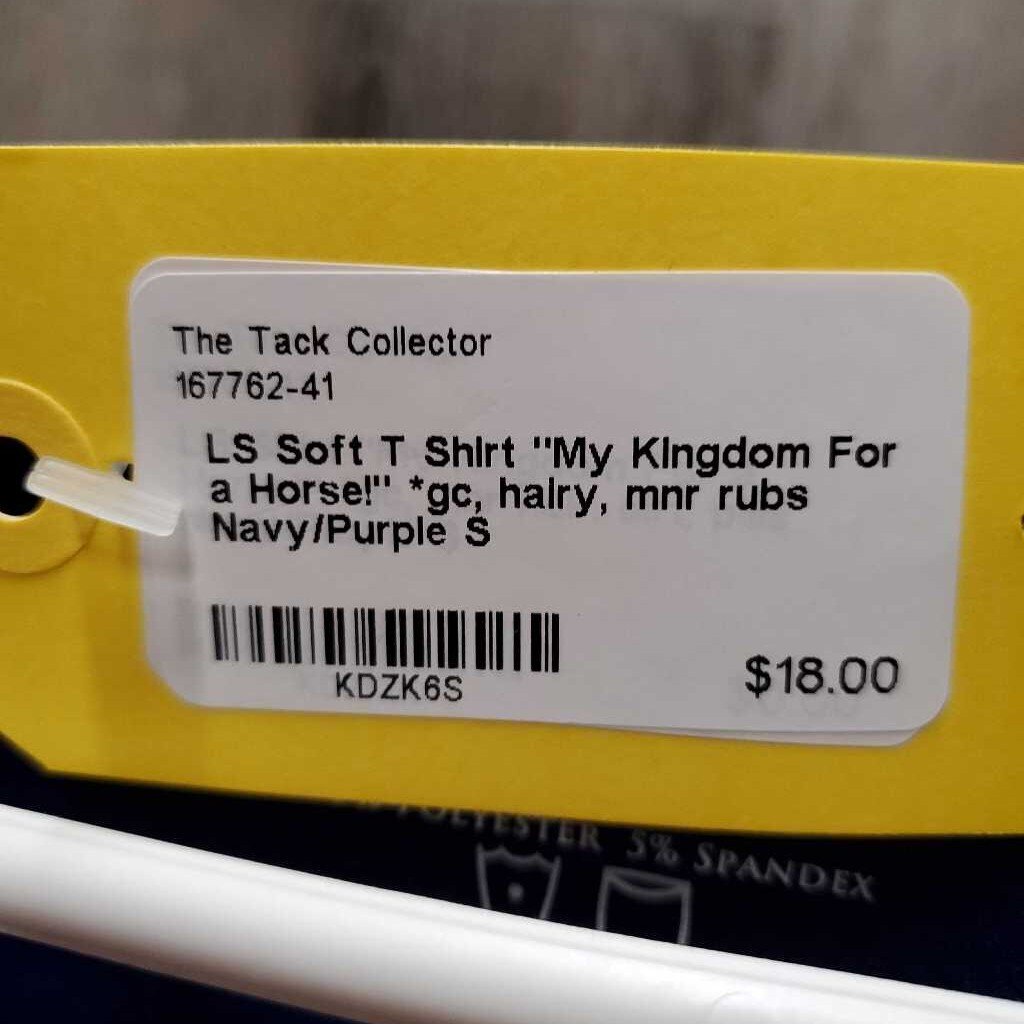 The Tack Collector
167762-41
LS Soft T Shirt "My Kingdom For
a Horse!" *gc, hairy, mnr rubs
Navy/Purple S
KDZK6S
$18.00
POLYESTER 5% SPANDEX